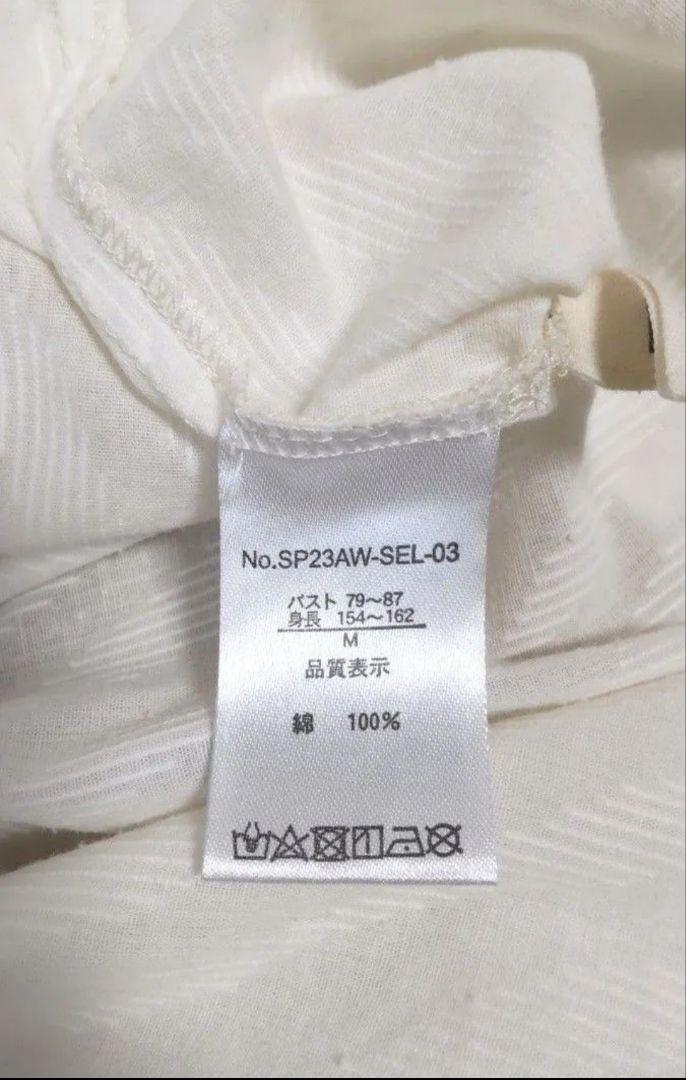 No.SP23AW-SEL-03
バスト 79～87
身長 154～162
M
品質表示
綿 100%